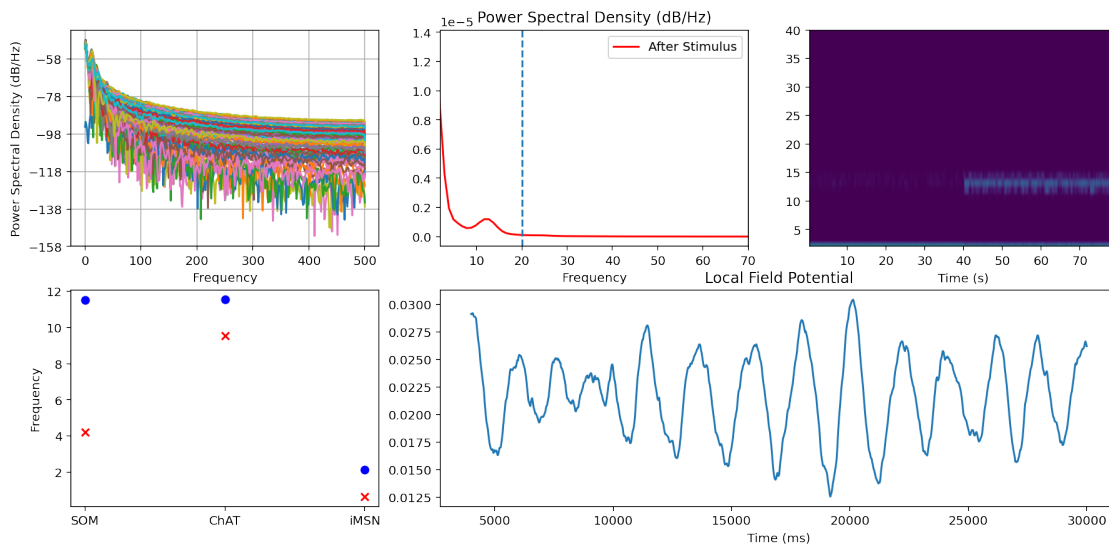 Power Spectral Density (dB/Hz)
−58
−78
−98
−118
−138
−158
0 100 200 300 400 500
Frequency
Power Spectral Density (dB/Hz)
1e−5
1.4
1.2
1.0
0.8
0.6
0.4
0.2
0.0
After Stimulus
10 20 30 40 50 60 70
Frequency
40
35
30
25
20
15
10
5
10 20 30 40 50 60 70
Time (s)
Frequency
12
10
8
6
4
2
SOM ChAT iMSN
Local Field Potential
0.0300
0.0275
0.0250
0.0225
0.0200
0.0175
0.0150
0.0125
5000 10000 15000 20000 25000 30000
Time (ms)